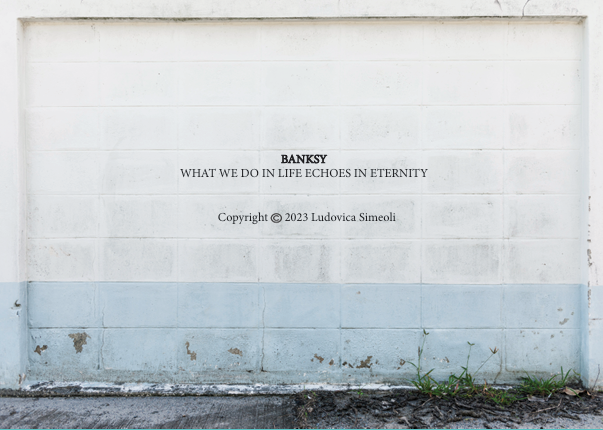 BANKSY
WHAT WE DO IN LIFE ECHOES IN ETERNITY
Copyright © 2023 Ludovica Simeoli